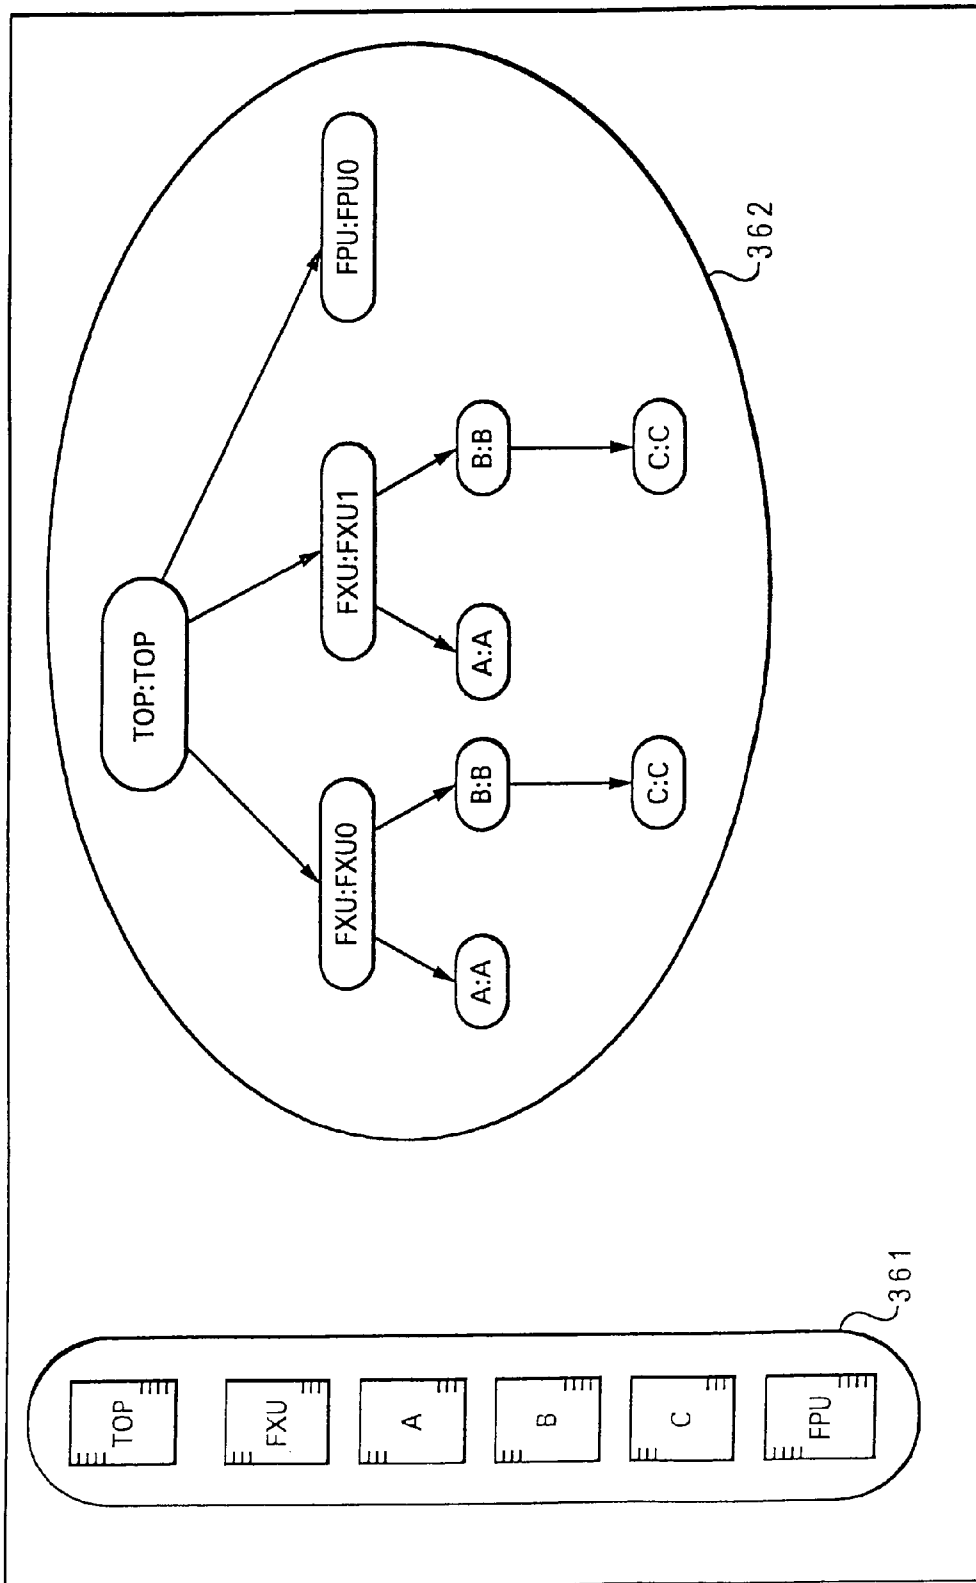 TOP
FXU
A
B
C
FPU
361
TOP:TOP
FXU:FXU0
FXU:FXU1
FPU:FPU0
A:A
B:B
A:A
B:B
C:C
C:C
362